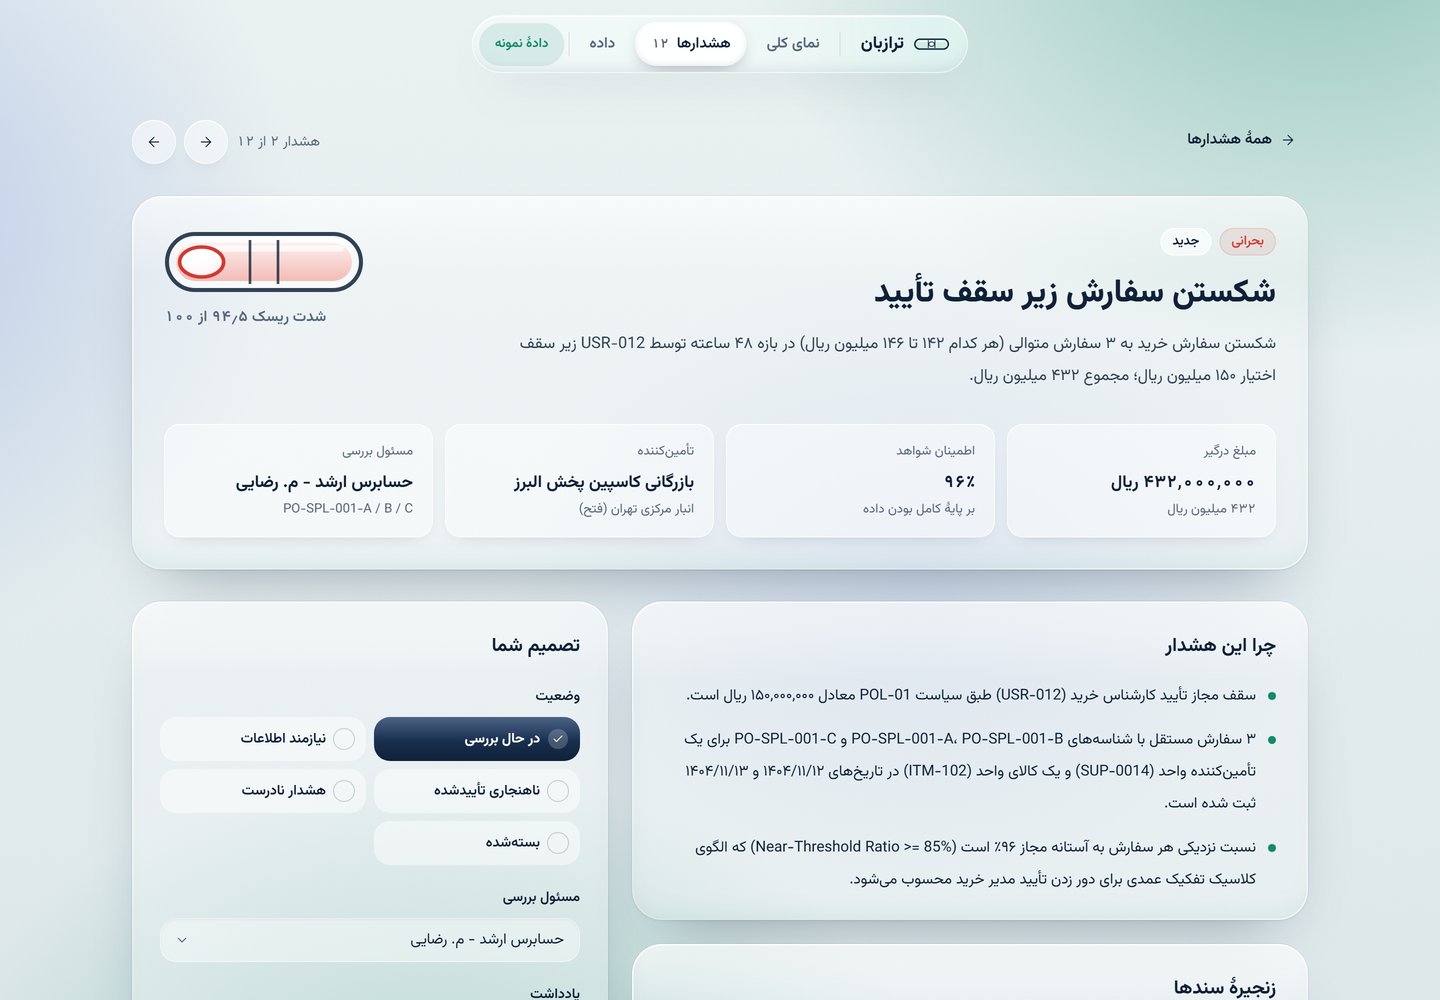 ترازبان
نمای کلی
هشدارها ۱۲
داده
دادهٔ نمونه
همهٔ هشدارها
هشدار ۲ از ۱۲
بحرانی
جدید
شکستن سفارش زیر سقف تأیید
شکستن سفارش خرید به ۳ سفارش متوالی (هر کدام ۱۴۲ تا ۱۴۶ میلیون ریال) در بازه ۴۸ ساعته توسط USR-012 زیر سقف
اختیار ۱۵۰ میلیون ریال؛ مجموع ۴۳۲ میلیون ریال.
شدت ریسک ۹۴٫۵ از ۱۰۰
مبلغ درگیر
۴۳۲,۰۰۰,۰۰۰ ریال
۴۳۲ میلیون ریال
اطمینان شواهد
۹۶٪
بر پایهٔ کامل بودن داده
تأمین‌کننده
بازرگانی کاسپین پخش البرز
انبار مرکزی تهران (فتح)
مسئول بررسی
حسابرس ارشد - م. رضایی
PO-SPL-001-A / B / C
چرا این هشدار
سقف مجاز تأیید کارشناس خرید (USR-012) طبق سیاست POL-01 معادل ۱۵۰,۰۰۰,۰۰۰ ریال است.
۳ سفارش مستقل با شناسه‌های PO-SPL-001-A، PO-SPL-001-B و PO-SPL-001-C برای یک
تأمین‌کننده واحد (SUP-0014) و یک کالای واحد (ITM-102) در تاریخ‌های ۱۴۰۴/۱۱/۱۲ و ۱۴۰۴/۱۱/۱۳
ثبت شده است.
نسبت نزدیکی هر سفارش به آستانه مجاز ۹۶٪ است (Near-Threshold Ratio >= 85%) که الگوی
کلاسیک تفکیک عمدی برای دور زدن تأیید مدیر خرید محسوب می‌شود.
زنجیرهٔ سندها
تصمیم شما
وضعیت
در حال بررسی
نیازمند اطلاعات
ناهنجاری تأییدشده
هشدار نادرست
بسته‌شده
مسئول بررسی
حسابرس ارشد - م. رضایی
یادداشت